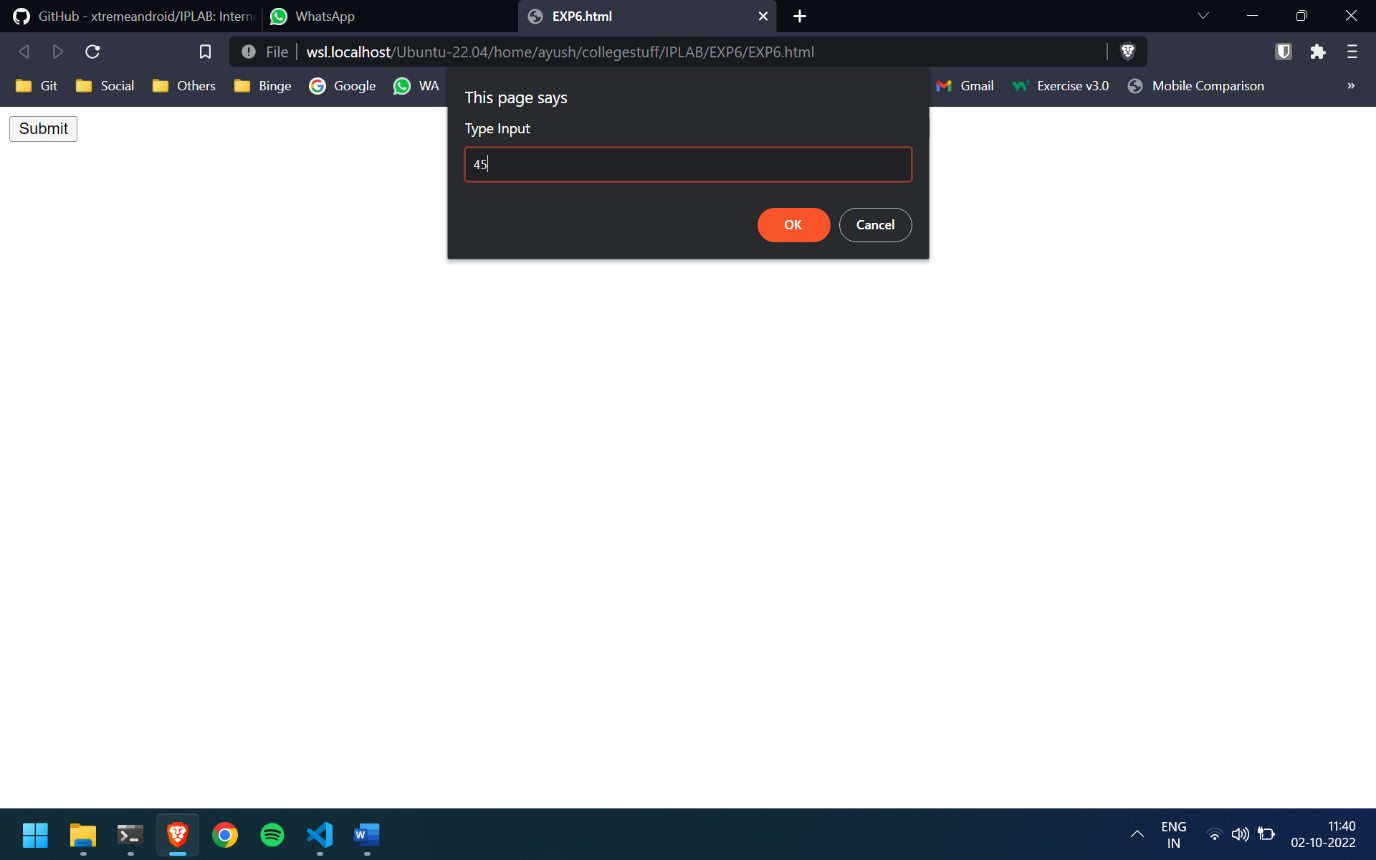 GitHub - xtremeandroid/IPLAB: Intern
WhatsApp
EXP6.html
File
wsl.localhost/Ubuntu-22.04/home/ayush/collegestuff/IPLAB/EXP6/EXP6.html
Git
Social
Others
Binge
Google
WA
Gmail
Exercise v3.0
Mobile Comparison
»
This page says
Type Input
45
OK
Cancel
Submit
ENG
IN
11:40
02-10-2022